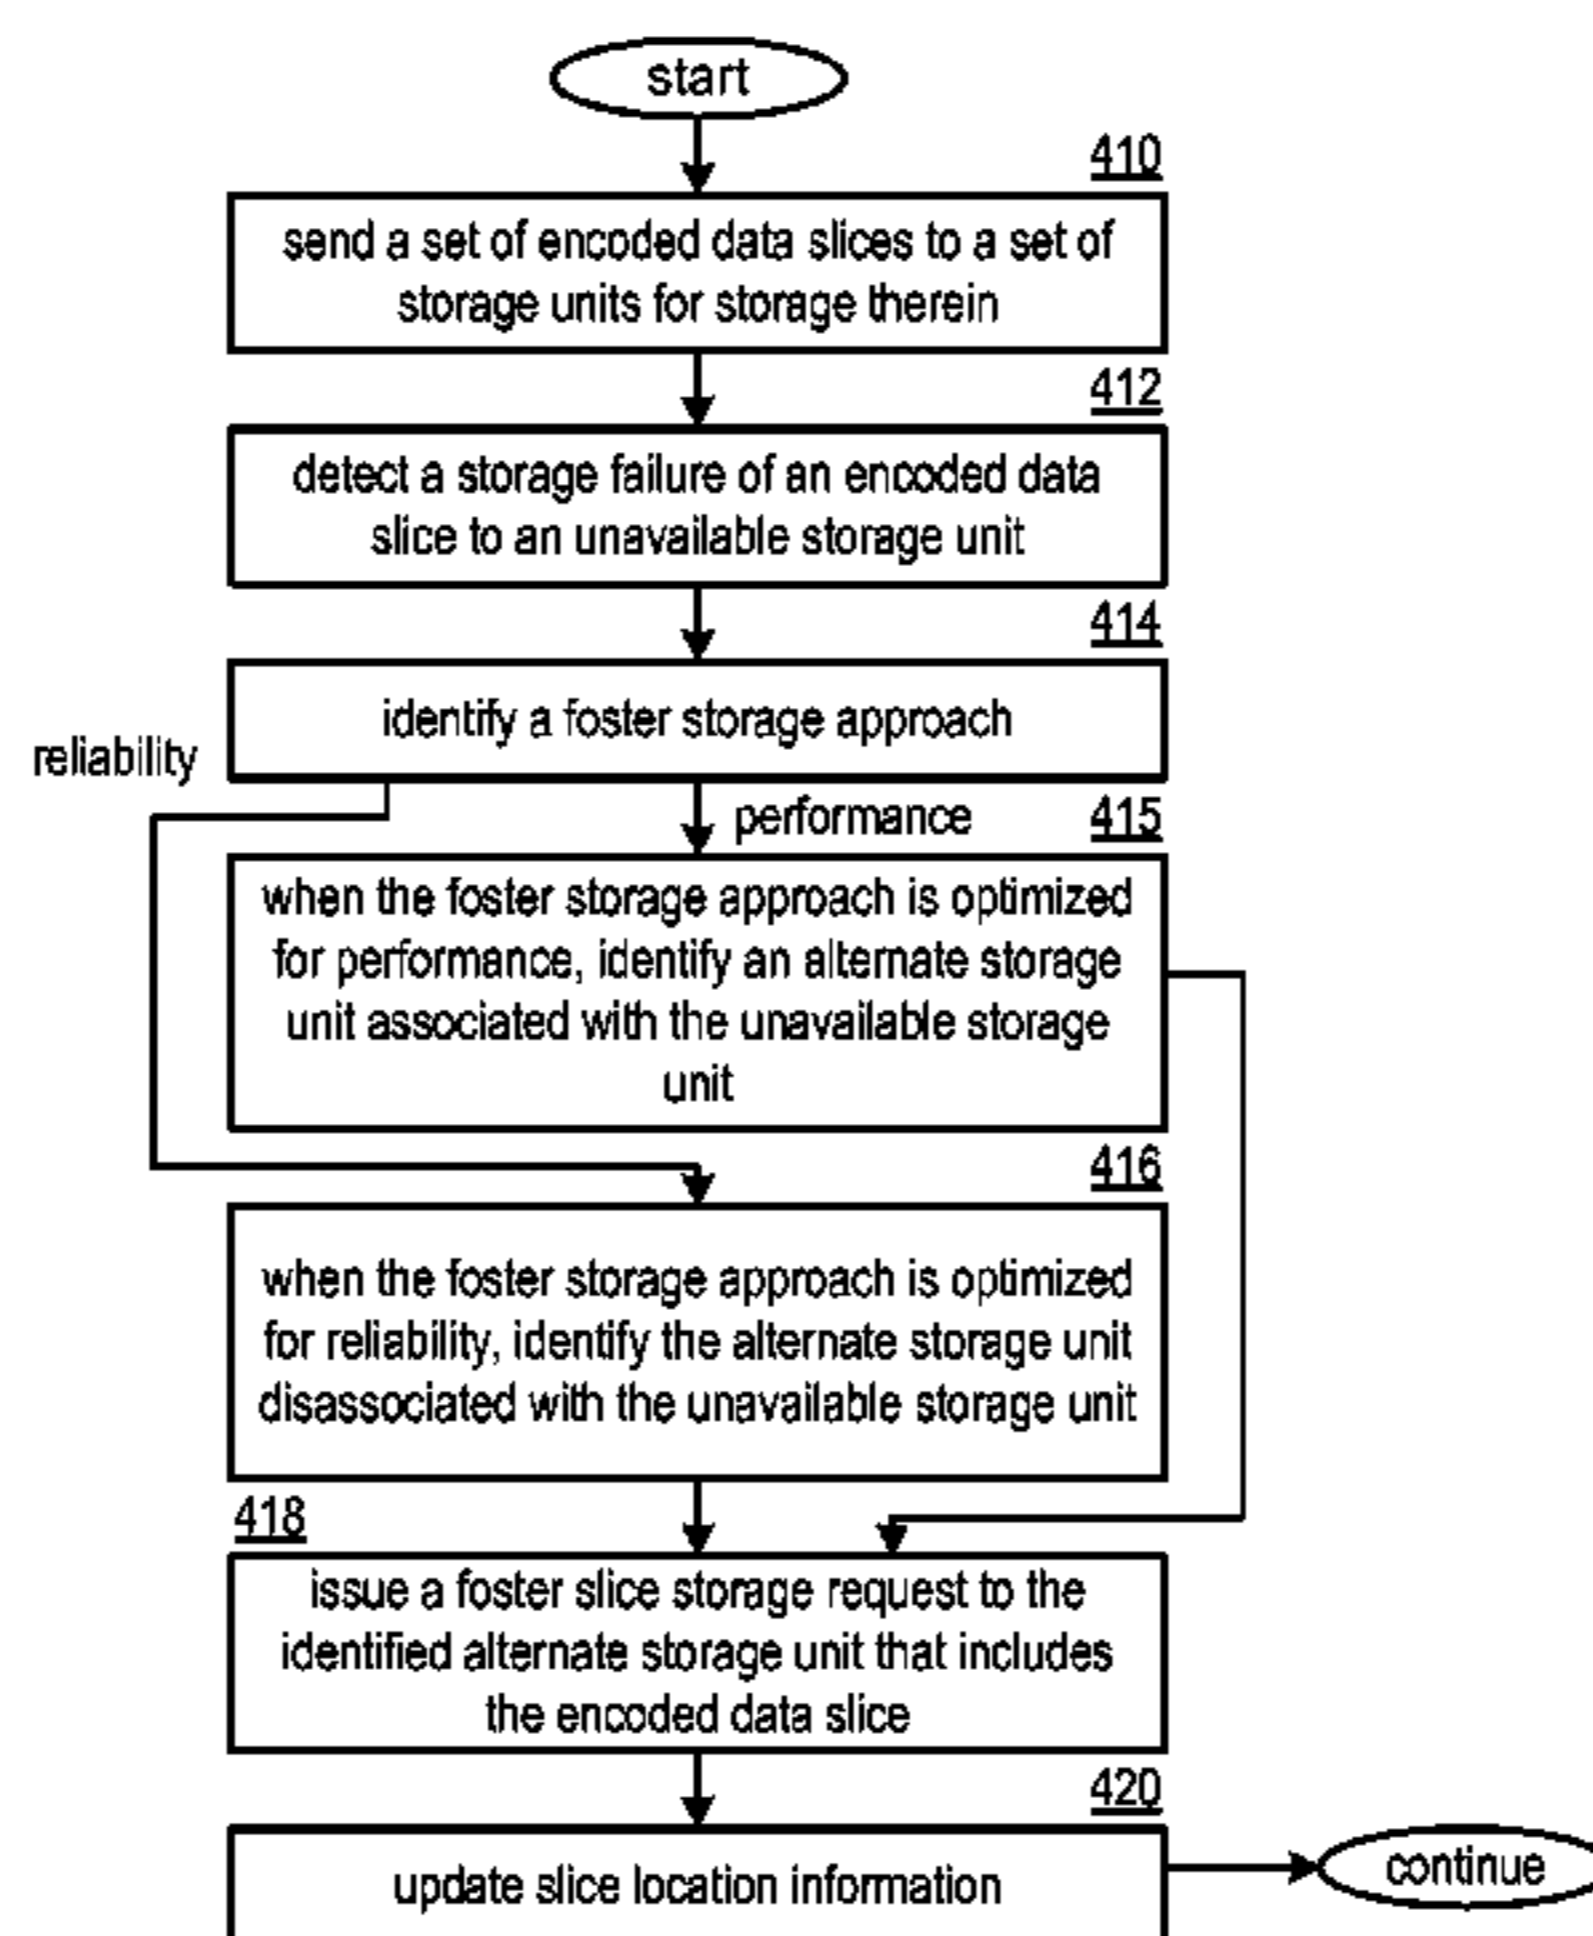 start
410
send a set of encoded data slices to a set of
storage units for storage therein
412
detect a storage failure of an encoded data
slice to an unavailable storage unit
414
identify a foster storage approach
reliability
performance
415
when the foster storage approach is optimized
for performance, identify an alternate storage
unit associated with the unavailable storage
unit
416
when the foster storage approach is optimized
for reliability, identify the alternate storage unit
disassociated with the unavailable storage unit
418
issue a foster slice storage request to the
identified alternate storage unit that includes
the encoded data slice
420
update slice location information
continue